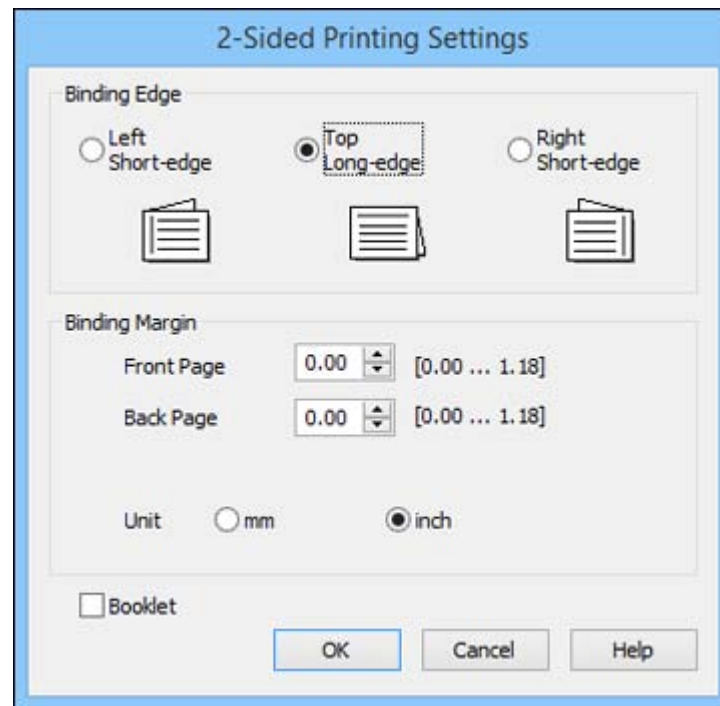 2-Sided Printing Settings
Binding Edge
Left
Short-edge
Top
Long-edge
Right
Short-edge
Binding Margin
Front Page 0.00 [0.00 ... 1.18]
Back Page 0.00 [0.00 ... 1.18]
Unit mm inch
Booklet
OK Cancel Help